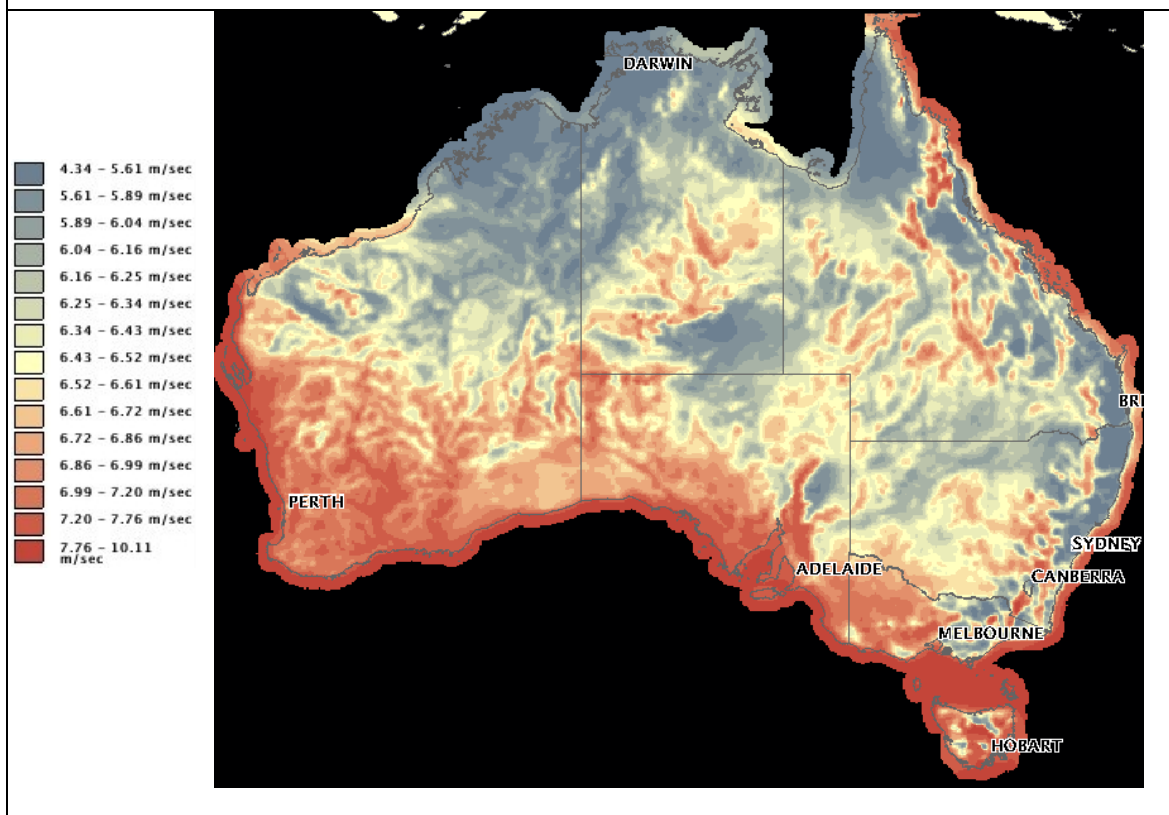 4.34 – 5.61 m/sec
5.61 – 5.89 m/sec
5.89 – 6.04 m/sec
6.04 – 6.16 m/sec
6.16 – 6.25 m/sec
6.25 – 6.34 m/sec
6.34 – 6.43 m/sec
6.43 – 6.52 m/sec
6.52 – 6.61 m/sec
6.61 – 6.72 m/sec
6.72 – 6.86 m/sec
6.86 – 6.99 m/sec
6.99 – 7.20 m/sec
7.20 – 7.76 m/sec
7.76 – 10.11
m/sec
DARWIN
BRI
PERTH
SYDNEY
ADELAIDE
CANBERRA
MELBOURNE
HOBART